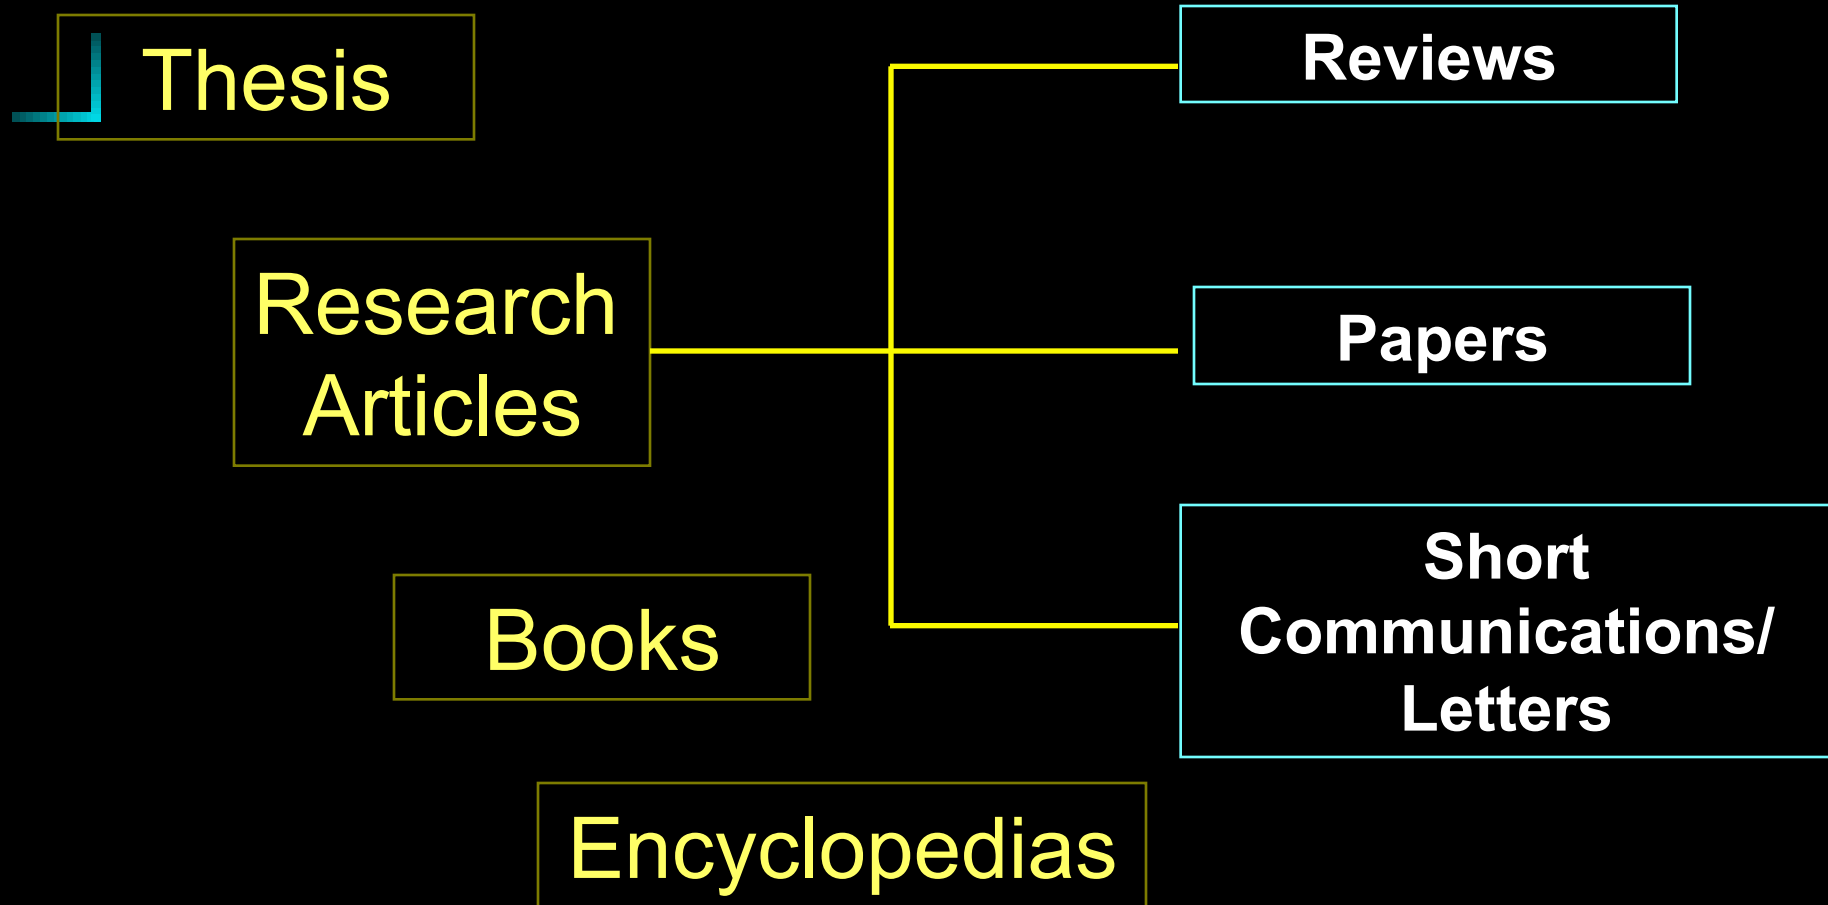 Thesis
Reviews
Research
Articles
Papers
Short
Communications/
Letters
Books
Encyclopedias